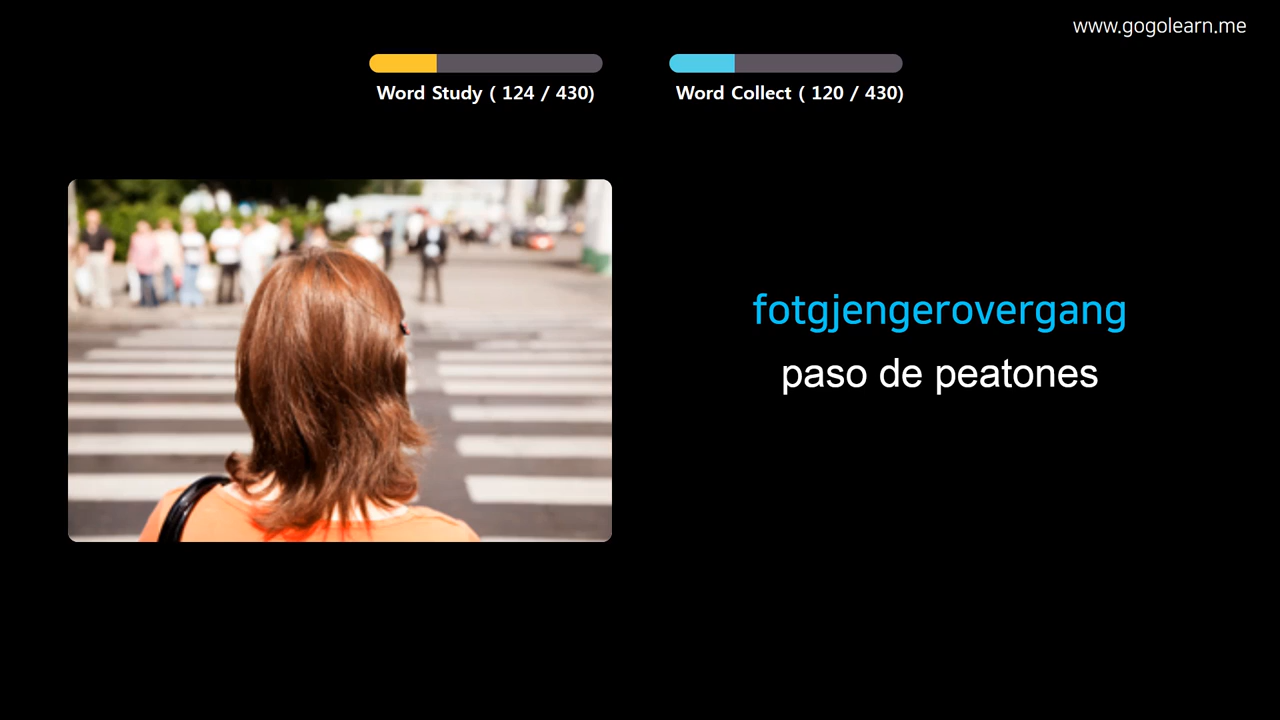 www.gogolearn.me
Word Study ( 124 / 430)
Word Collect ( 120 / 430)
fotgjengerovergang
paso de peatones